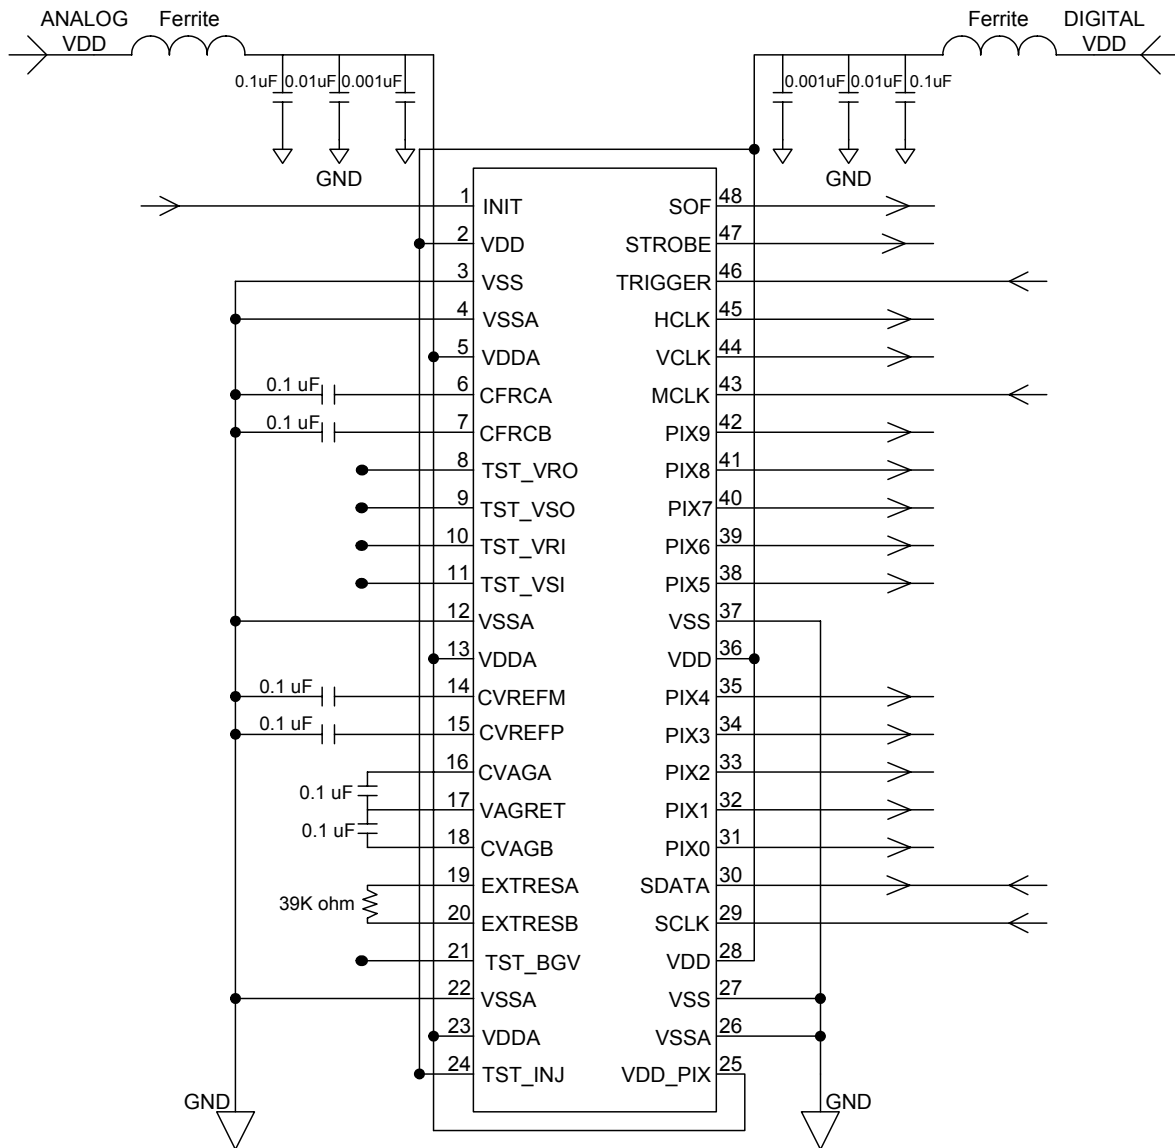 ANALOG VDD
Ferrite
Ferrite
DIGITAL VDD
0.1uF 0.01uF 0.001uF
0.001uF 0.01uF 0.1uF
GND
GND
1 INIT
SOF 48
2 VDD
STROBE 47
3 VSS
TRIGGER 46
4 VSSA
HCLK 45
5 VDDA
VCLK 44
0.1 uF 6 CFRCA
MCLK 43
0.1 uF 7 CFRCB
PIX9 42
8 TST_VRO
PIX8 41
9 TST_VSO
PIX7 40
10 TST_VRI
PIX6 39
11 TST_VSI
PIX5 38
12 VSSA
VSS 37
13 VDDA
VDD 36
0.1 uF 14 CVREFM
PIX4 35
0.1 uF 15 CVREFP
PIX3 34
16 CVAGA
PIX2 33
0.1 uF
17 VAGRET
PIX1 32
0.1 uF
18 CVAGB
PIX0 31
19 EXTRESA
SDATA 30
39K ohm
20 EXTRESB
SCLK 29
21 TST_BGV
VDD 28
22 VSSA
VSS 27
23 VDDA
VSSA 26
24 TST_INJ
VDD_PIX 25
GND
GND